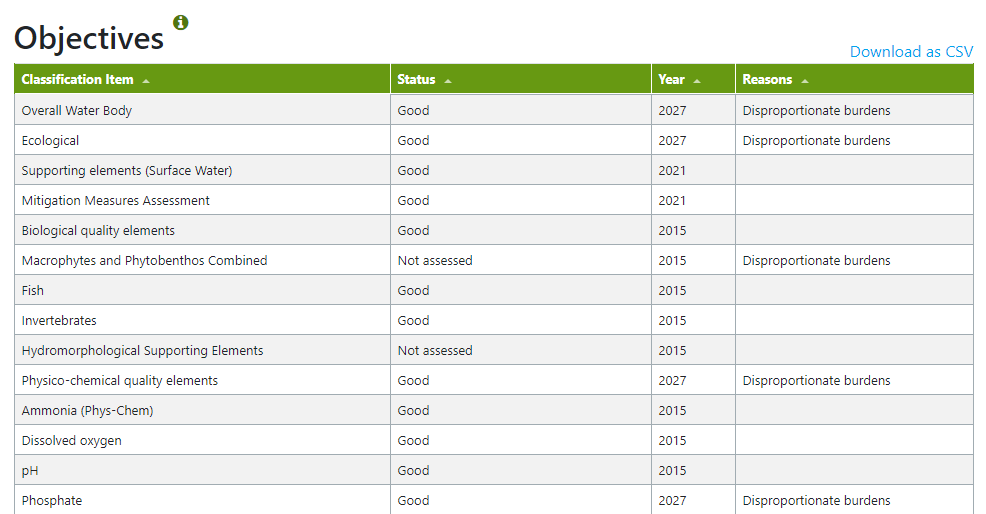 Objectives
Download as CSV
Classification Item Status Year Reasons
Overall Water Body Good 2027 Disproportionate burdens
Ecological Good 2027 Disproportionate burdens
Supporting elements (Surface Water) Good 2021
Mitigation Measures Assessment Good 2021
Biological quality elements Good 2015
Macrophytes and Phytobenthos Combined Not assessed 2015 Disproportionate burdens
Fish Good 2015
Invertebrates Good 2015
Hydromorphological Supporting Elements Not assessed 2015
Physico-chemical quality elements Good 2027 Disproportionate burdens
Ammonia (Phys-Chem) Good 2015
Dissolved oxygen Good 2015
pH Good 2015
Phosphate Good 2027 Disproportionate burdens